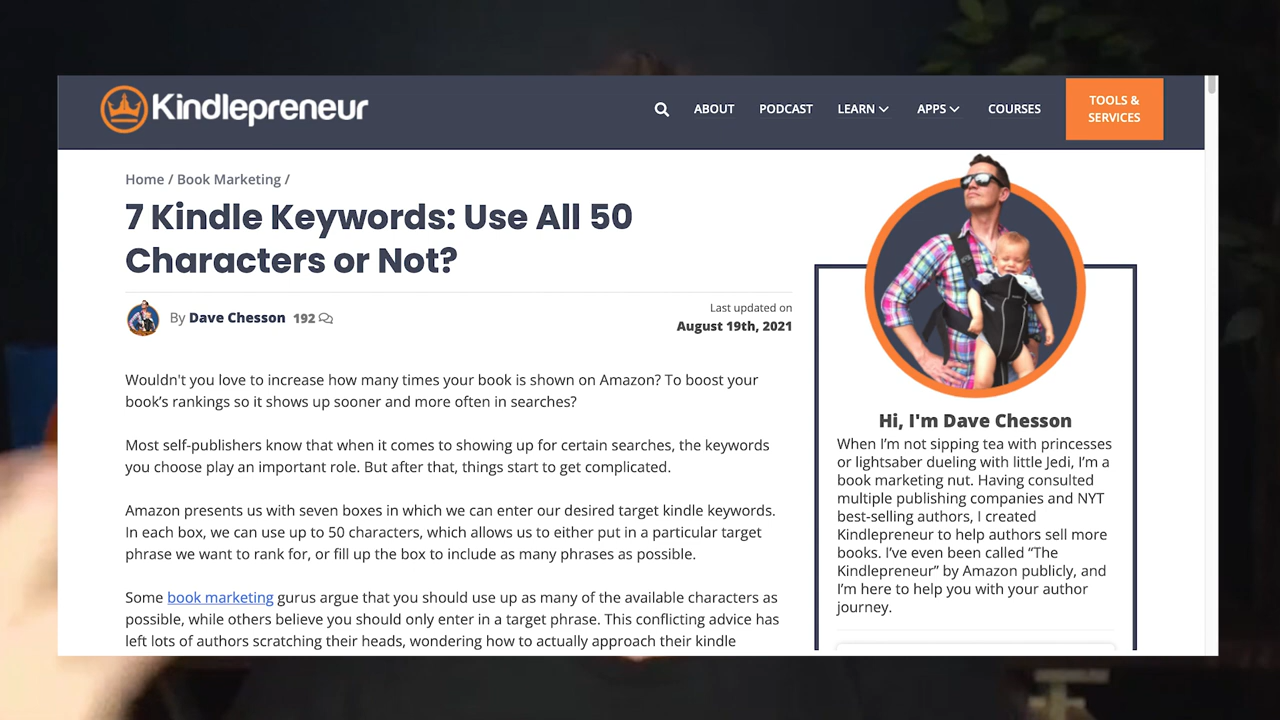 Kindlepreneur
ABOUT
PODCAST
LEARN
APPS
COURSES
TOOLS &
SERVICES
Home / Book Marketing /
7 Kindle Keywords: Use All 50
Characters or Not?
By Dave Chesson 192
Last updated on
August 19th, 2021
Wouldn't you love to increase how many times your book is shown on Amazon? To boost your
book's rankings so it shows up sooner and more often in searches?
Most self-publishers know that when it comes to showing up for certain searches, the keywords
you choose play an important role. But after that, things start to get complicated.
Amazon presents us with seven boxes in which we can enter our desired target kindle keywords.
In each box, we can use up to 50 characters, which allows us to either put in a particular target
phrase we want to rank for, or fill up the box to include as many phrases as possible.
Some book marketing gurus argue that you should use up as many of the available characters as
possible, while others believe you should only enter in a target phrase. This conflicting advice has
left lots of authors scratching their heads, wondering how to actually approach their kindle
Hi, I'm Dave Chesson
When I'm not sipping tea with princesses
or lightsaber dueling with little Jedi, I'm a
book marketing nut. Having consulted
multiple publishing companies and NYT
best-selling authors, I created
Kindlepreneur to help authors sell more
books. I've even been called “The
Kindlepreneur” by Amazon publicly, and
I'm here to help you with your author
journey.